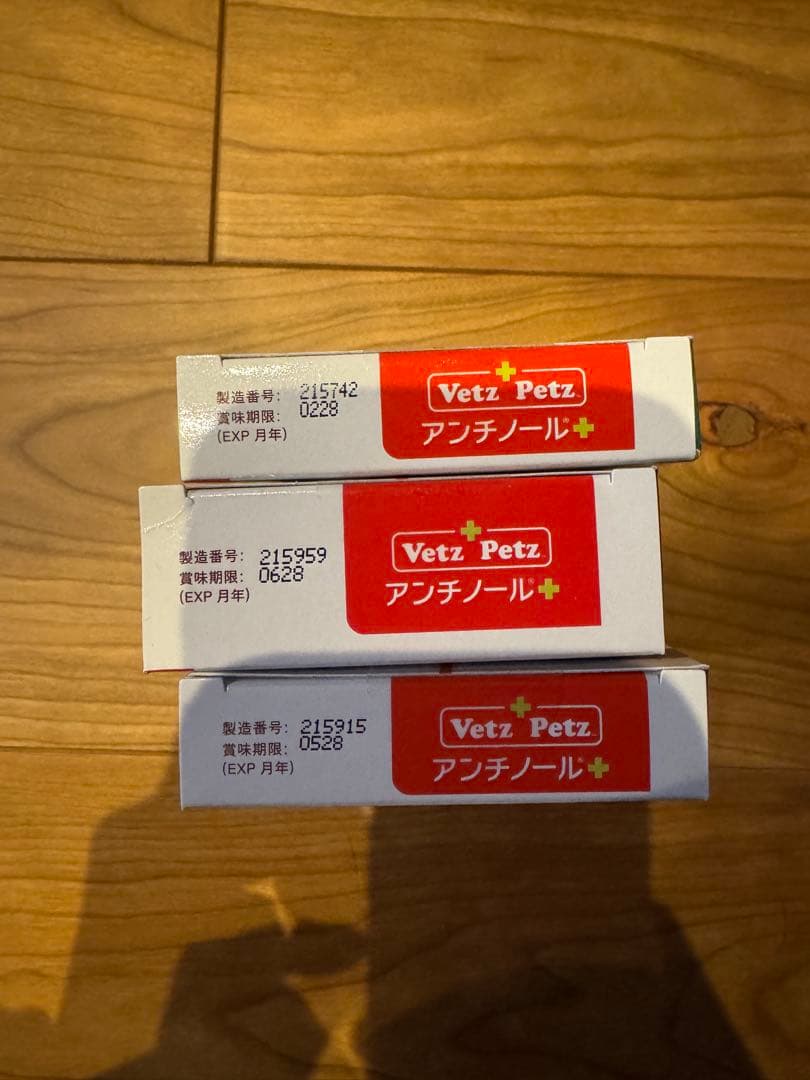 製造番号: 215742
賞味期限: 0228
(EXP 月年)
Vetz Petz
アンチノール®
製造番号: 215959
賞味期限: 0628
(EXP 月年)
Vetz Petz
アンチノール®
製造番号: 215915
賞味期限: 0528
(EXP 月年)
Vetz Petz
アンチノール®